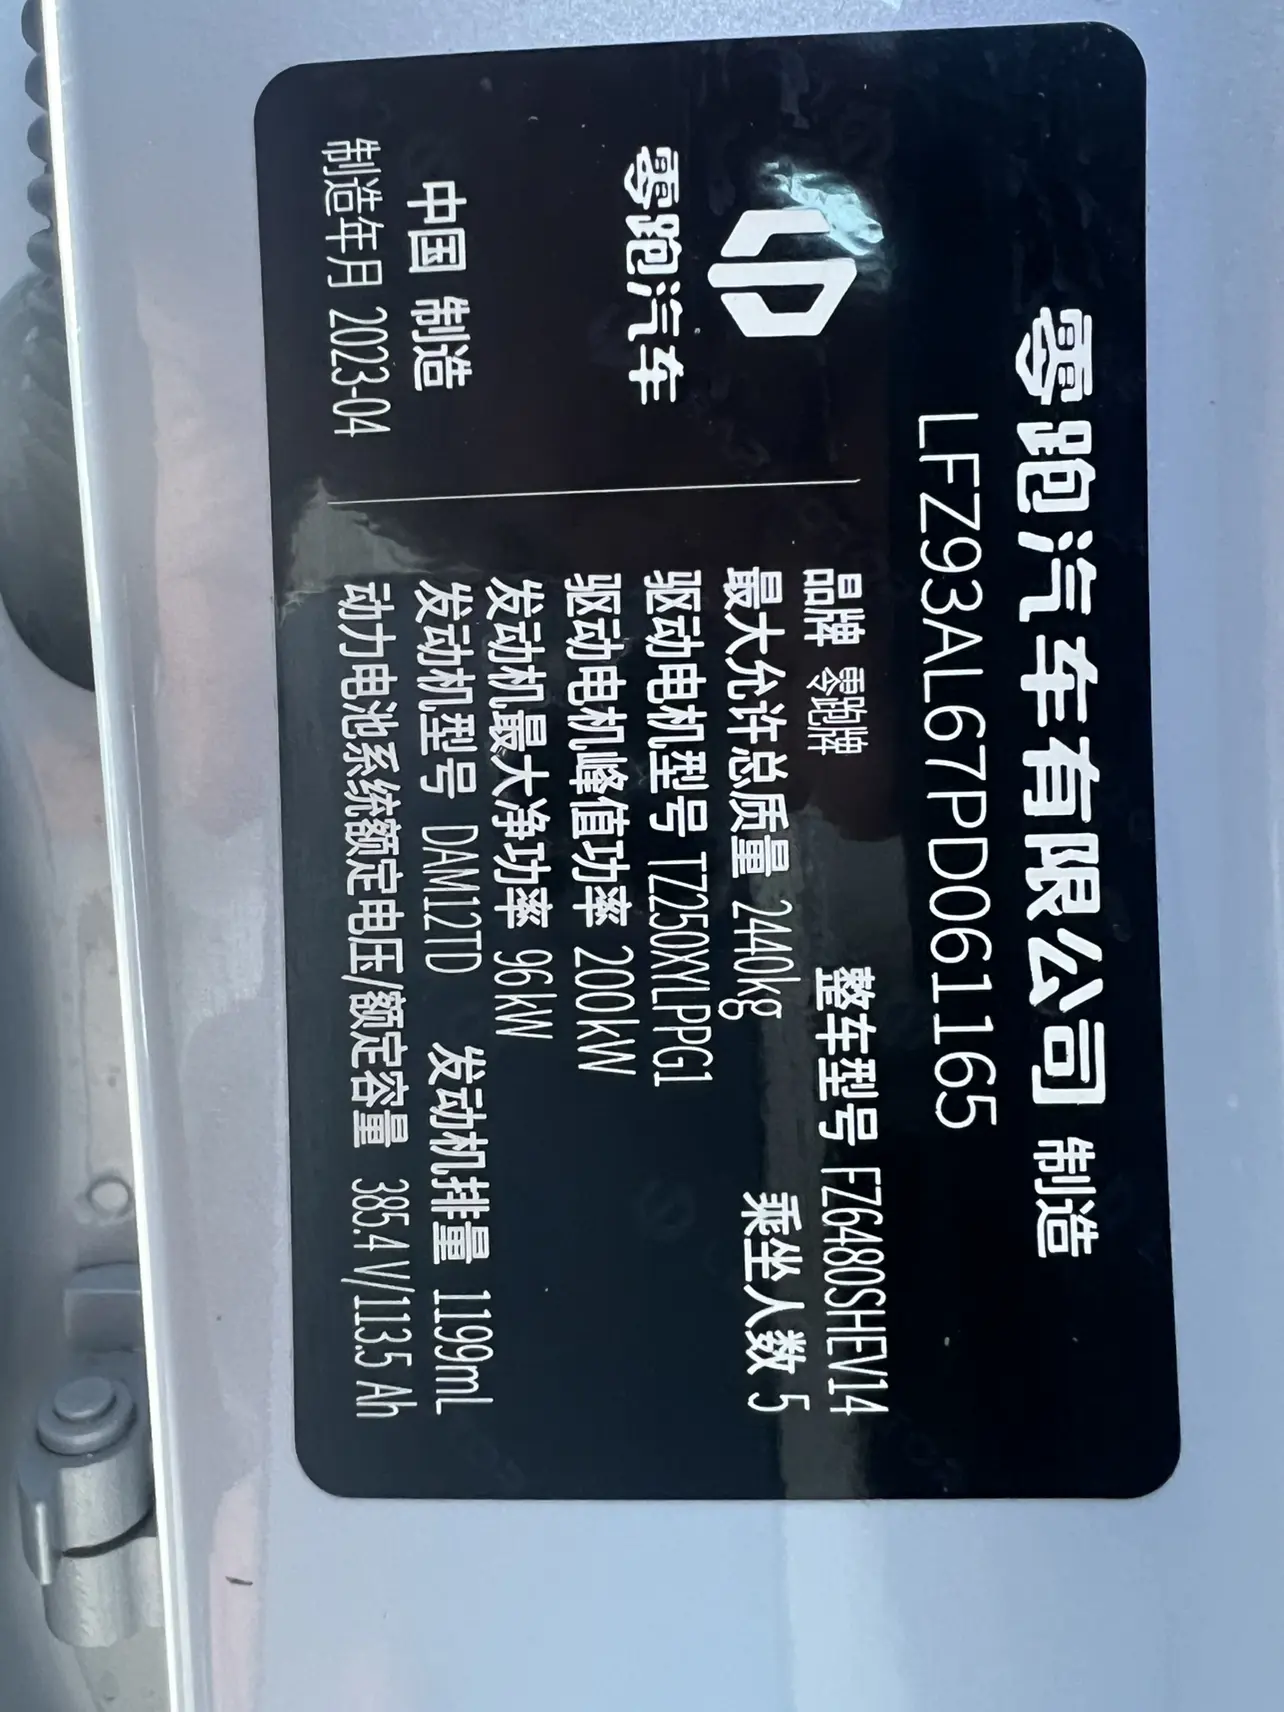 零跑汽车有限公司 制造
LFZ93AL67PD061165
零跑汽车
中国 制造
制造年月 2023-04
品牌 零跑牌 整车型号 FZ6480SHEV14
最大允许总质量 2440kg 乘坐人数 5
驱动电机型号 TZ250XYLPPG1
驱动电机峰值功率 200kW
发动机最大净功率 96kW
发动机型号 DAM12TD 发动机排量 1199mL
动力电池系统额定电压/额定容量 385.4 V/113.5 Ah